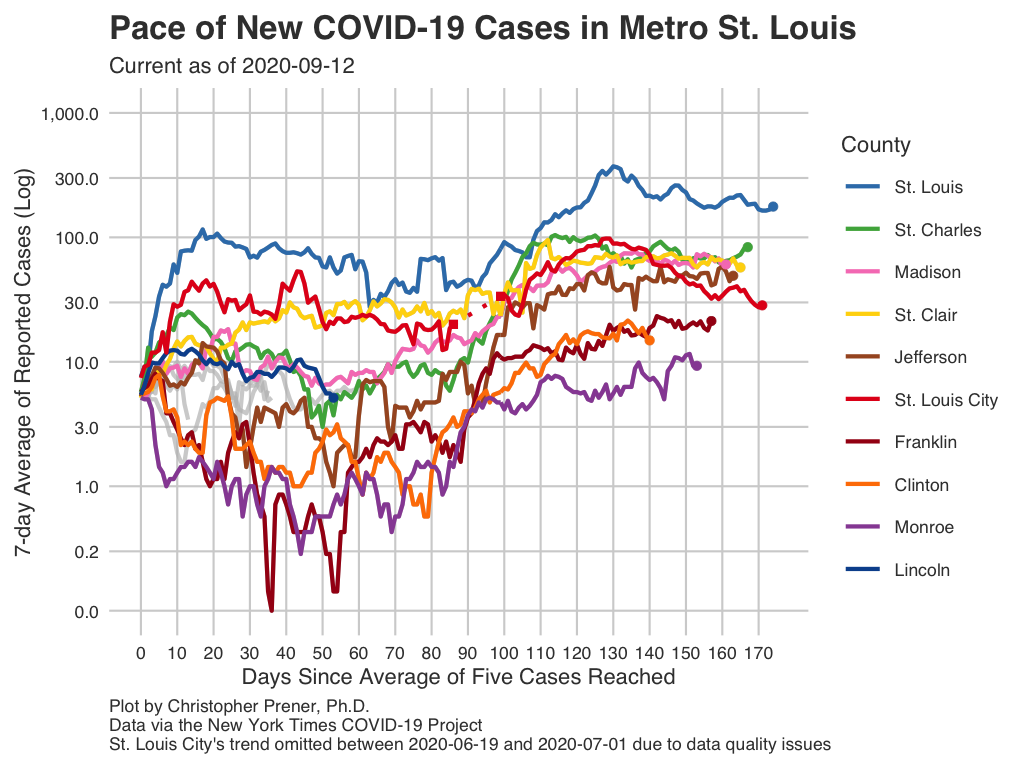 Pace of New COVID-19 Cases in Metro St. Louis
Current as of 2020-09-12
7-day Average of Reported Cases (Log)
1,000.0
300.0
100.0
30.0
10.0
3.0
1.0
0.2
0.0
0 10 20 30 40 50 60 70 80 90 100 110 120 130 140 150 160 170
Days Since Average of Five Cases Reached
County
St. Louis
St. Charles
Madison
St. Clair
Jefferson
St. Louis City
Franklin
Clinton
Monroe
Lincoln
Plot by Christopher Prener, Ph.D.
Data via the New York Times COVID-19 Project
St. Louis City's trend omitted between 2020-06-19 and 2020-07-01 due to data quality issues